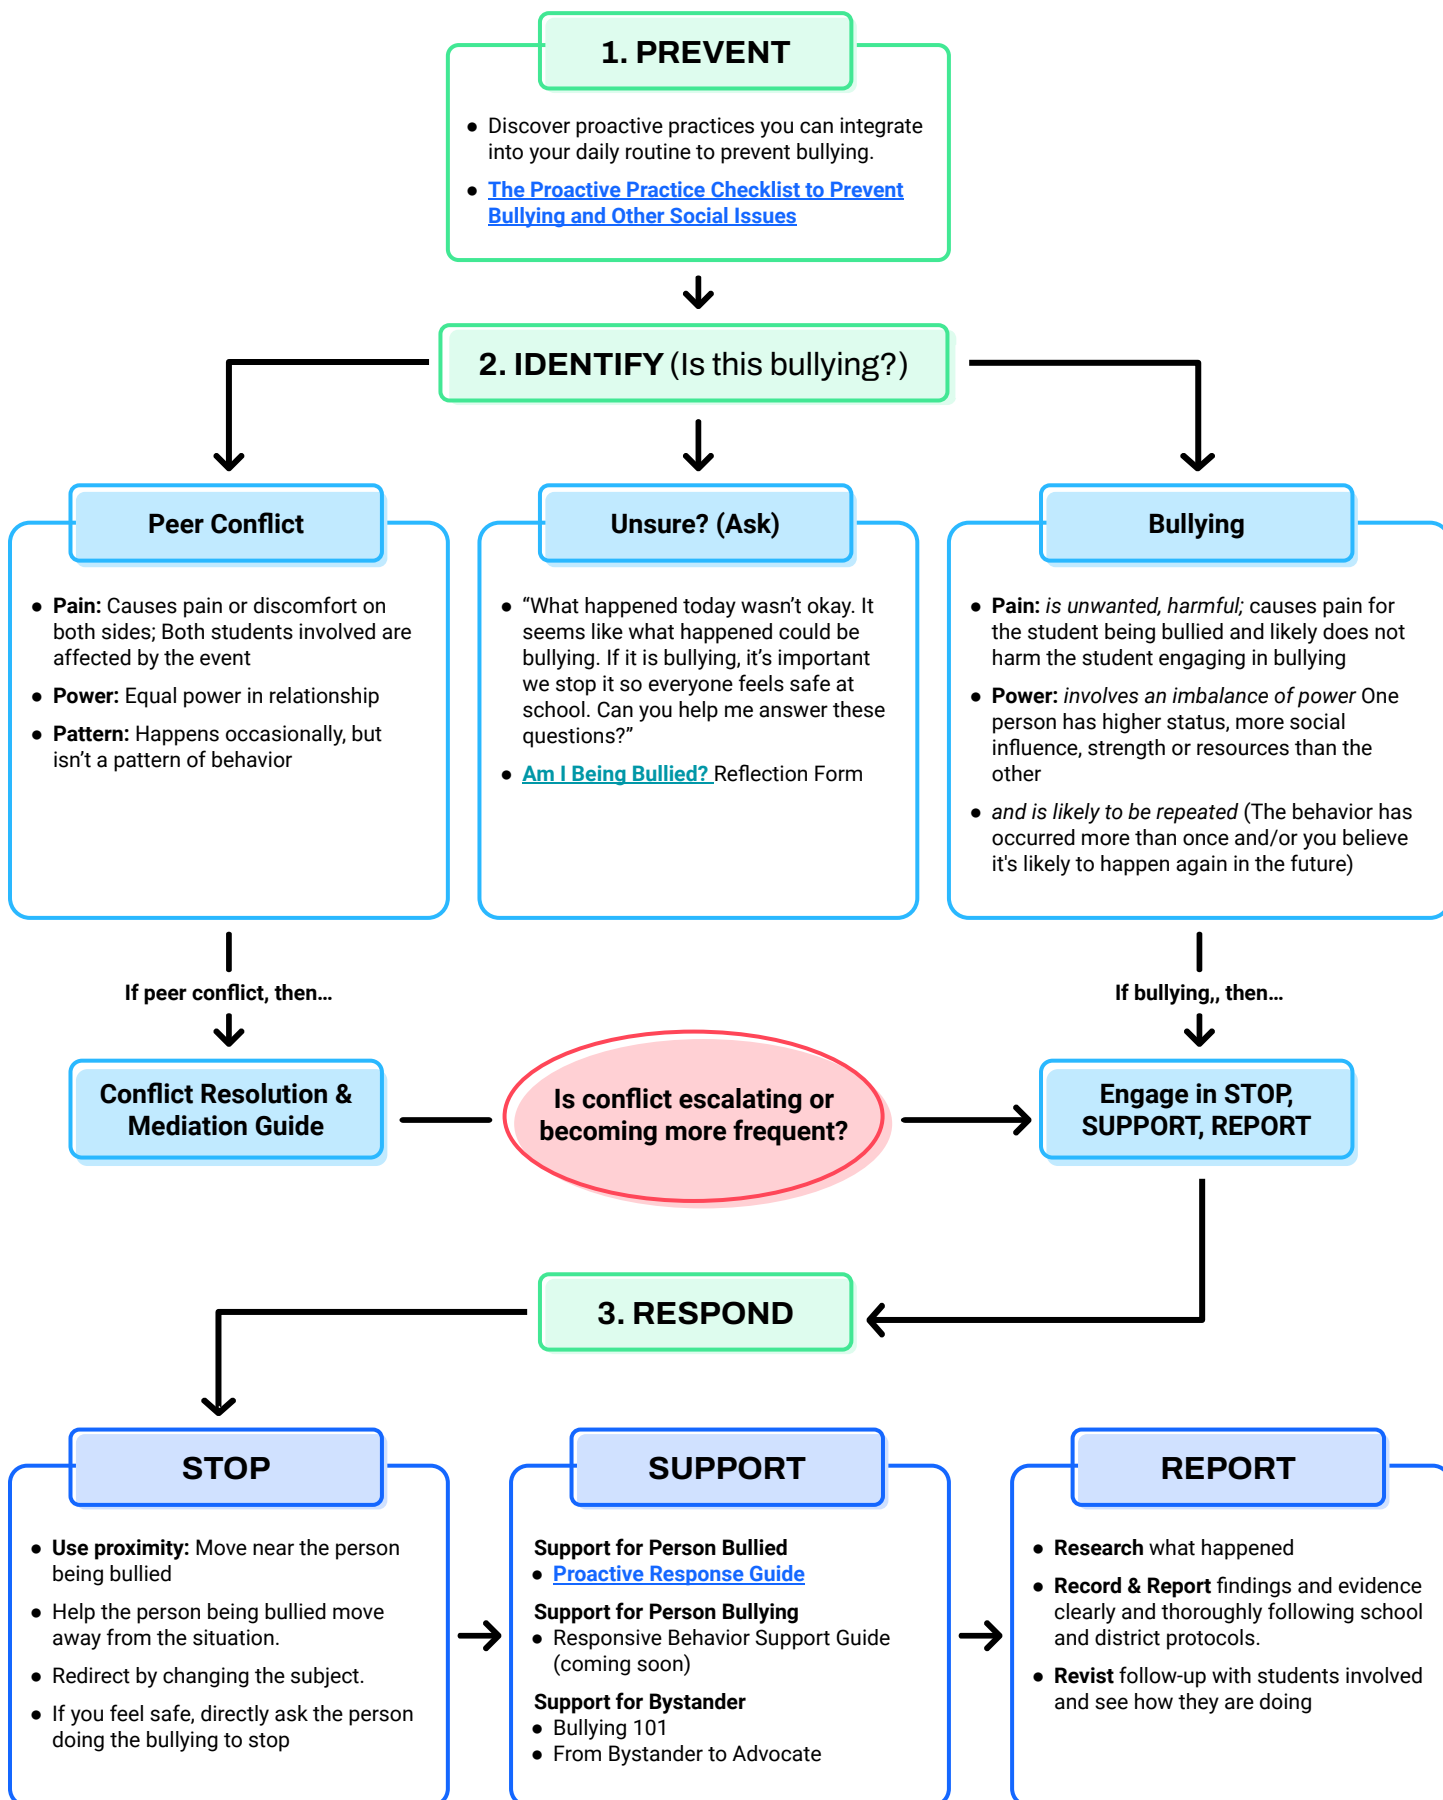 1. PREVENT
● Discover proactive practices you can integrate
into your daily routine to prevent bullying.
● The Proactive Practice Checklist to Prevent
Bullying and Other Social Issues
2. IDENTIFY (Is this bullying?)
Peer Conflict
● Pain: Causes pain or discomfort on
both sides; Both students involved are
affected by the event
● Power: Equal power in relationship
● Pattern: Happens occasionally, but
isn’t a pattern of behavior
Unsure? (Ask)
● “What happened today wasn’t okay. It
seems like what happened could be
bullying. If it is bullying, it’s important
we stop it so everyone feels safe at
school. Can you help me answer these
questions?”
● Am I Being Bullied? Reflection Form
Bullying
● Pain: is unwanted, harmful; causes pain for
the student being bullied and likely does not
harm the student engaging in bullying
● Power: involves an imbalance of power One
person has higher status, more social
influence, strength or resources than the
other
● and is likely to be repeated (The behavior has
occurred more than once and/or you believe
it's likely to happen again in the future)
If peer conflict, then…
If bullying,, then…
Conflict Resolution &
Mediation Guide
Is conflict escalating or
becoming more frequent?
Engage in STOP,
SUPPORT, REPORT
3. RESPOND
STOP
● Use proximity: Move near the person
being bullied
● Help the person being bullied move
away from the situation.
● Redirect by changing the subject.
● If you feel safe, directly ask the person
doing the bullying to stop
SUPPORT
Support for Person Bullied
● Proactive Response Guide
Support for Person Bullying
● Responsive Behavior Support Guide
(coming soon)
Support for Bystander
● Bullying 101
● From Bystander to Advocate
REPORT
● Research what happened
● Record & Report findings and evidence
clearly and thoroughly following school
and district protocols.
● Revist follow-up with students involved
and see how they are doing